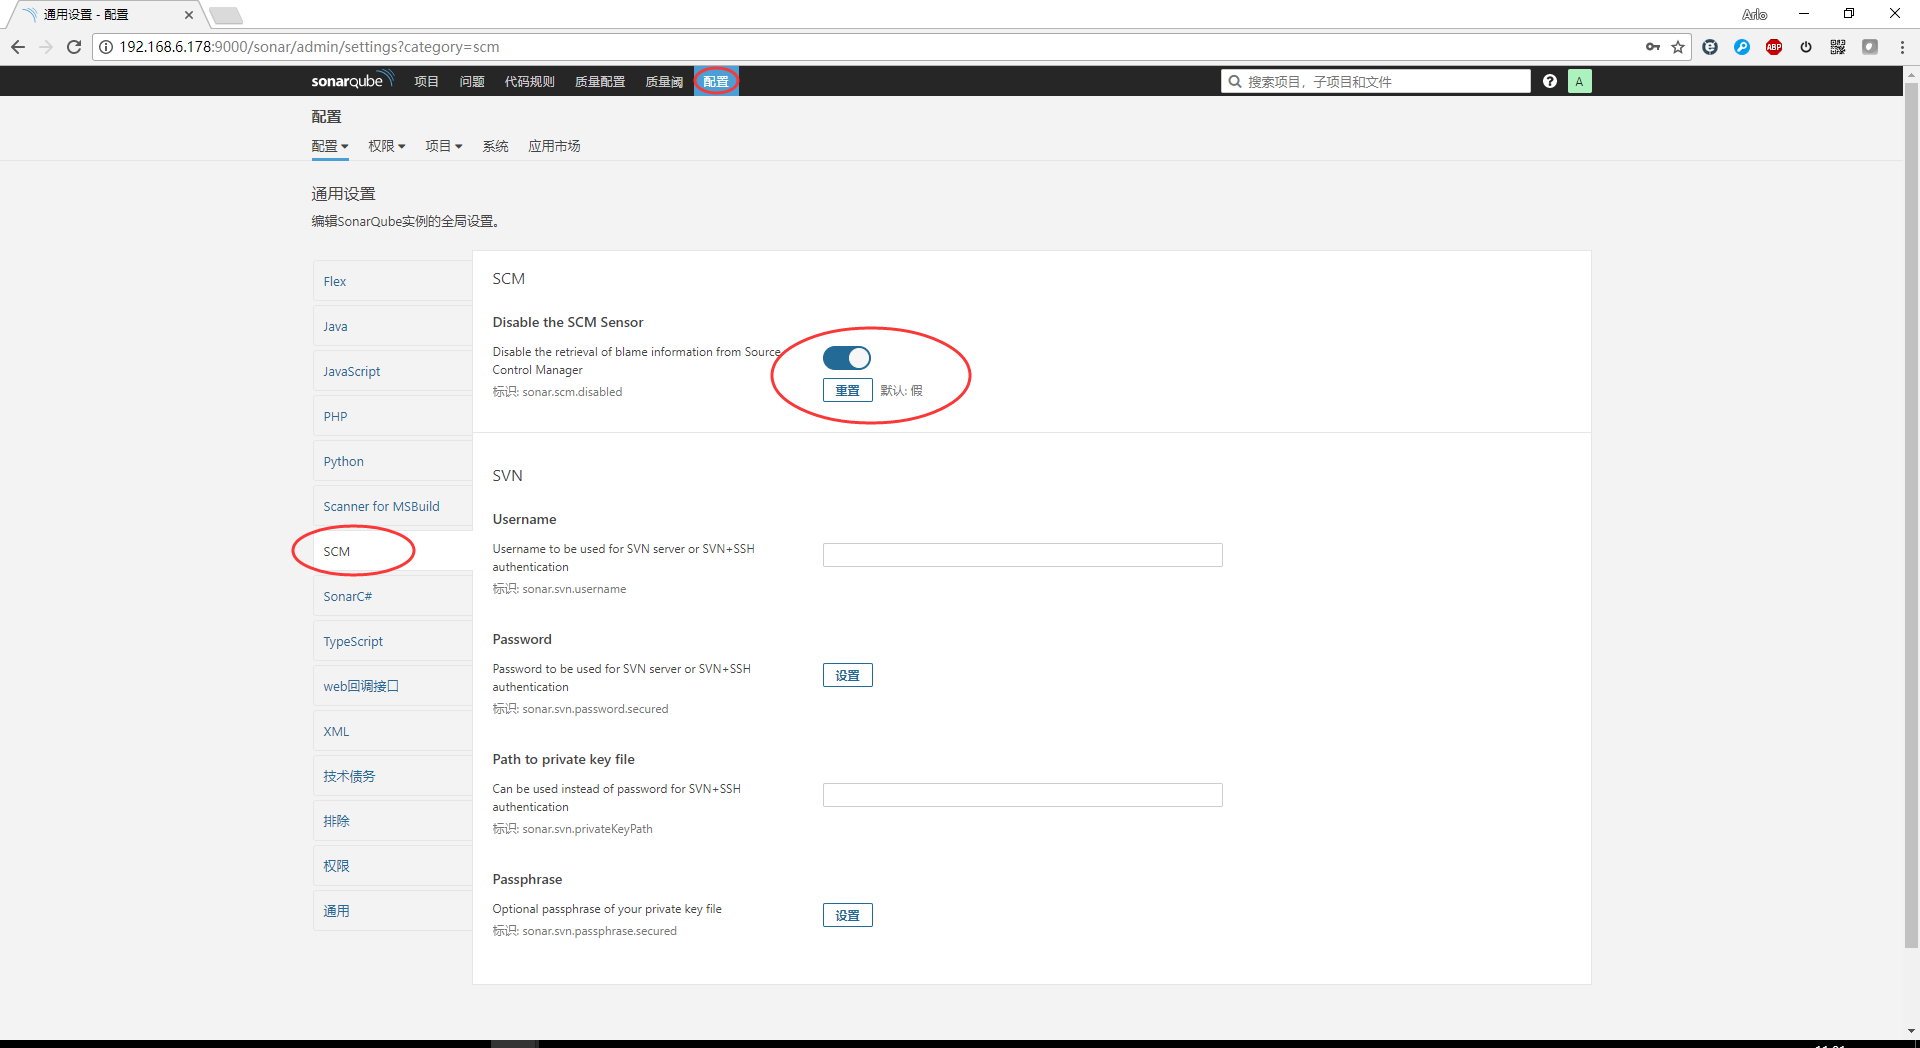 通用设置 - 配置
Arlo
192.168.6.178:9000/sonar/admin/settings?category=scm
ABP
sonarqube 项目 问题 代码规则 质量配置 质量阈 配置 搜索项目，子项目和文件 ? A
配置
配置 权限 项目 系统 应用市场
通用设置
编辑SonarQube实例的全局设置。
Flex
Java
JavaScript
PHP
Python
Scanner for MSBuild
SCM
SonarC#
TypeScript
web回调接口
XML
技术债务
排除
权限
通用
SCM
Disable the SCM Sensor
Disable the retrieval of blame information from Source
Control Manager
标识: sonar.scm.disabled
重置 默认: 假
SVN
Username
Username to be used for SVN server or SVN+SSH
authentication
标识: sonar.svn.username
Password
Password to be used for SVN server or SVN+SSH
authentication
标识: sonar.svn.password.secured
设置
Path to private key file
Can be used instead of password for SVN+SSH
authentication
标识: sonar.svn.privateKeyPath
Passphrase
Optional passphrase of your private key file
标识: sonar.svn.passphrase.secured
设置